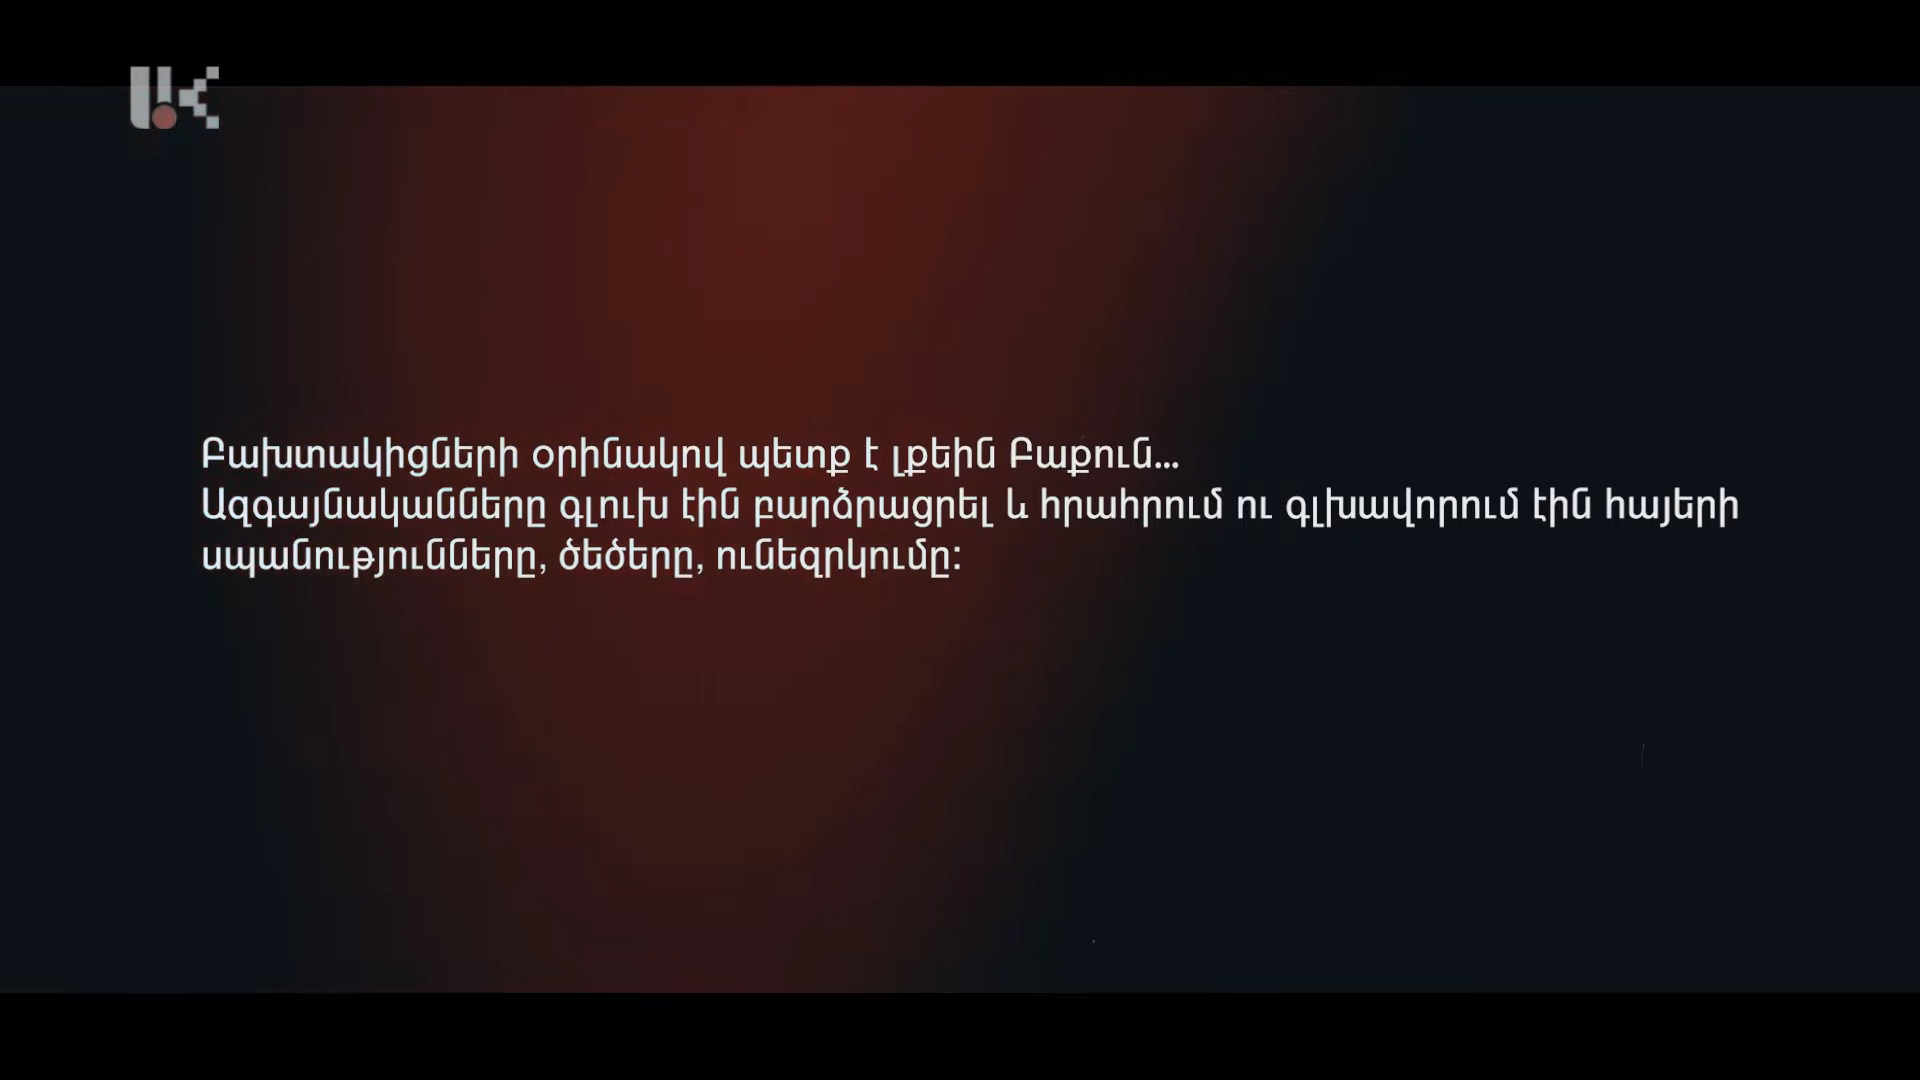 Բախտակիցների օրինակով պետք է լքեին Բաքուն...
Ազգայնականները գլուխ էին բարձրացրել և հրահրում ու գլխավորում էին հայերի
սպանությունները, ծեծերը, ունեզրկումը: